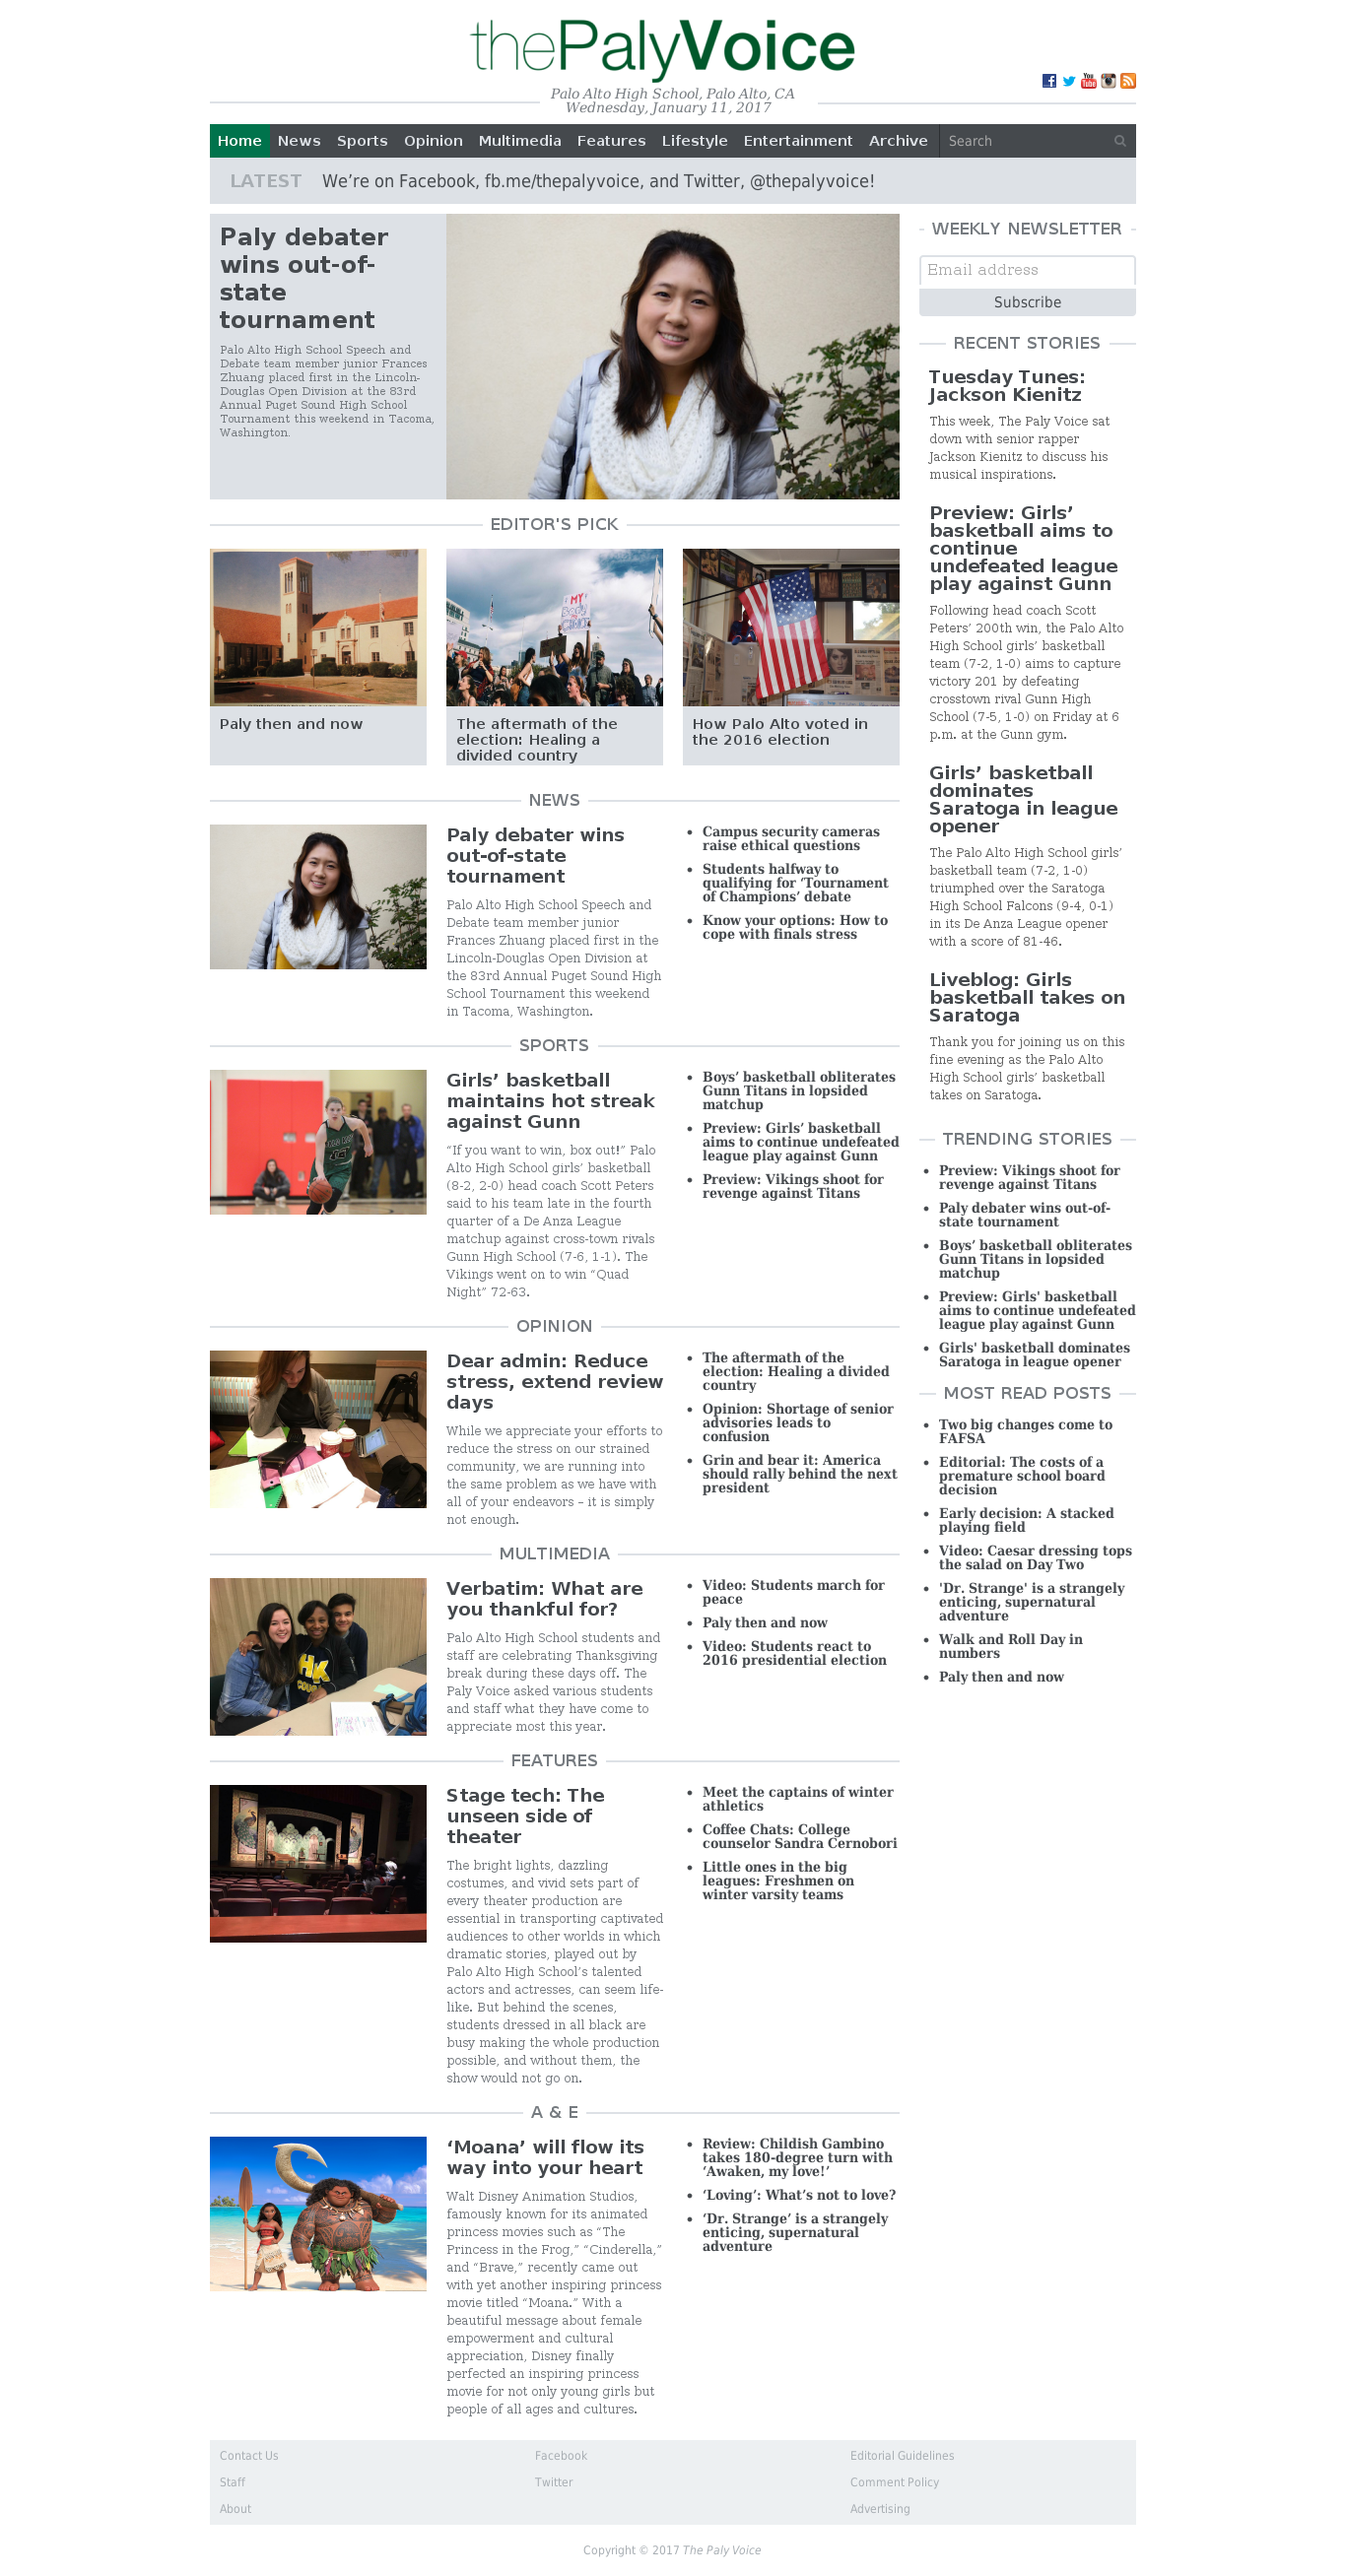 thePalyVoice
Palo Alto High School, Palo Alto, CA
Wednesday, January 11, 2017
Home News Sports Opinion Multimedia Features Lifestyle Entertainment Archive Search
LATEST We’re on Facebook, fb.me/thepalyvoice, and Twitter, @thepalyvoice!
Paly debater
wins out-of-
state
tournament
Palo Alto High School Speech and
Debate team member junior Frances
Zhuang placed first in the Lincoln-
Douglas Open Division at the 83rd
Annual Puget Sound High School
Tournament this weekend in Tacoma,
Washington.
EDITOR'S PICK
Paly then and now
The aftermath of the
election: Healing a
divided country
How Palo Alto voted in
the 2016 election
NEWS
Paly debater wins
out-of-state
tournament
Palo Alto High School Speech and
Debate team member junior
Frances Zhuang placed first in the
Lincoln-Douglas Open Division at
the 83rd Annual Puget Sound High
School Tournament this weekend
in Tacoma, Washington.
• Campus security cameras
raise ethical questions
• Students halfway to
qualifying for ‘Tournament
of Champions’ debate
• Know your options: How to
cope with finals stress
SPORTS
Girls’ basketball
maintains hot streak
against Gunn
“If you want to win, box out!” Palo
Alto High School girls’ basketball
(8-2, 2-0) head coach Scott Peters
said to his team late in the fourth
quarter of a De Anza League
matchup against cross-town rivals
Gunn High School (7-6, 1-1). The
Vikings went on to win “Quad
Night” 72-63.
• Boys’ basketball obliterates
Gunn Titans in lopsided
matchup
• Preview: Girls’ basketball
aims to continue undefeated
league play against Gunn
• Preview: Vikings shoot for
revenge against Titans
OPINION
Dear admin: Reduce
stress, extend review
days
While we appreciate your efforts to
reduce the stress on our strained
community, we are running into
the same problem as we have with
all of your endeavors – it is simply
not enough.
• The aftermath of the
election: Healing a divided
country
• Opinion: Shortage of senior
advisories leads to
confusion
• Grin and bear it: America
should rally behind the next
president
MULTIMEDIA
Verbatim: What are
you thankful for?
Palo Alto High School students and
staff are celebrating Thanksgiving
break during these days off. The
Paly Voice asked various students
and staff what they have come to
appreciate most this year.
• Video: Students march for
peace
• Paly then and now
• Video: Students react to
2016 presidential election
FEATURES
Stage tech: The
unseen side of
theater
The bright lights, dazzling
costumes, and vivid sets part of
every theater production are
essential in transporting captivated
audiences to other worlds in which
dramatic stories, played out by
Palo Alto High School’s talented
actors and actresses, can seem life-
like. But behind the scenes,
students dressed in all black are
busy making the whole production
possible, and without them, the
show would not go on.
• Meet the captains of winter
athletics
• Coffee Chats: College
counselor Sandra Cernobori
• Little ones in the big
leagues: Freshmen on
winter varsity teams
A & E
‘Moana’ will flow its
way into your heart
Walt Disney Animation Studios,
famously known for its animated
princess movies such as “The
Princess in the Frog,” “Cinderella,”
and “Brave,” recently came out
with yet another inspiring princess
movie titled “Moana.” With a
beautiful message about female
empowerment and cultural
appreciation, Disney finally
perfected an inspiring princess
movie for not only young girls but
people of all ages and cultures.
• Review: Childish Gambino
takes 180-degree turn with
‘Awaken, my love!’
• ‘Loving’: What’s not to love?
• ‘Dr. Strange’ is a strangely
enticing, supernatural
adventure
WEEKLY NEWSLETTER
Email address
Subscribe
RECENT STORIES
Tuesday Tunes:
Jackson Kienitz
This week, The Paly Voice sat
down with senior rapper
Jackson Kienitz to discuss his
musical inspirations.
Preview: Girls’
basketball aims to
continue
undefeated league
play against Gunn
Following head coach Scott
Peters’ 200th win, the Palo Alto
High School girls’ basketball
team (7-2, 1-0) aims to capture
victory 201 by defeating
crosstown rival Gunn High
School (7-5, 1-0) on Friday at 6
p.m. at the Gunn gym.
Girls’ basketball
dominates
Saratoga in league
opener
The Palo Alto High School girls’
basketball team (7-2, 1-0)
triumphed over the Saratoga
High School Falcons (9-4, 0-1)
in its De Anza League opener
with a score of 81-46.
Liveblog: Girls
basketball takes on
Saratoga
Thank you for joining us on this
fine evening as the Palo Alto
High School girls’ basketball
takes on Saratoga.
TRENDING STORIES
• Preview: Vikings shoot for
revenge against Titans
• Paly debater wins out-of-
state tournament
• Boys’ basketball obliterates
Gunn Titans in lopsided
matchup
• Preview: Girls' basketball
aims to continue undefeated
league play against Gunn
• Girls' basketball dominates
Saratoga in league opener
MOST READ POSTS
• Two big changes come to
FAFSA
• Editorial: The costs of a
premature school board
decision
• Early decision: A stacked
playing field
• Video: Caesar dressing tops
the salad on Day Two
• 'Dr. Strange' is a strangely
enticing, supernatural
adventure
• Walk and Roll Day in
numbers
• Paly then and now
Contact Us Facebook Editorial Guidelines
Staff Twitter Comment Policy
About Advertising
Copyright © 2017 The Paly Voice